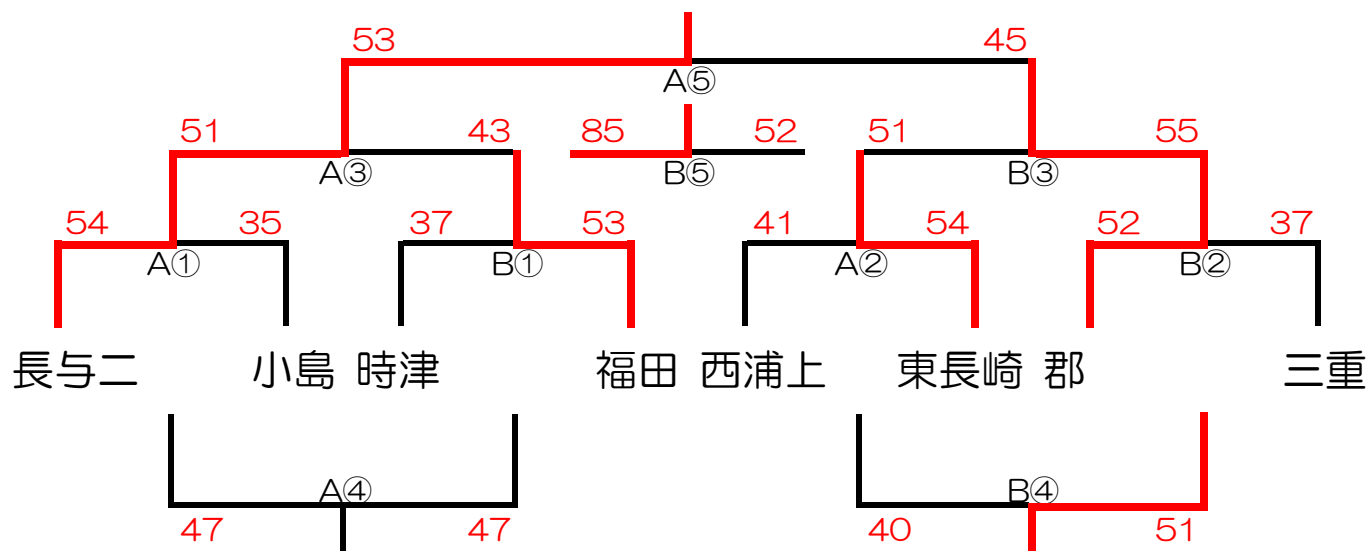 53 45
A⑤
51 43 85 52 51 55
A③ B⑤ B③
54 35 37 53 41 54 52 37
A① B① A② B②
長与二 小島 時津 福田 西浦上 東長崎 郡 三重
A④ B④
47 47 40 51